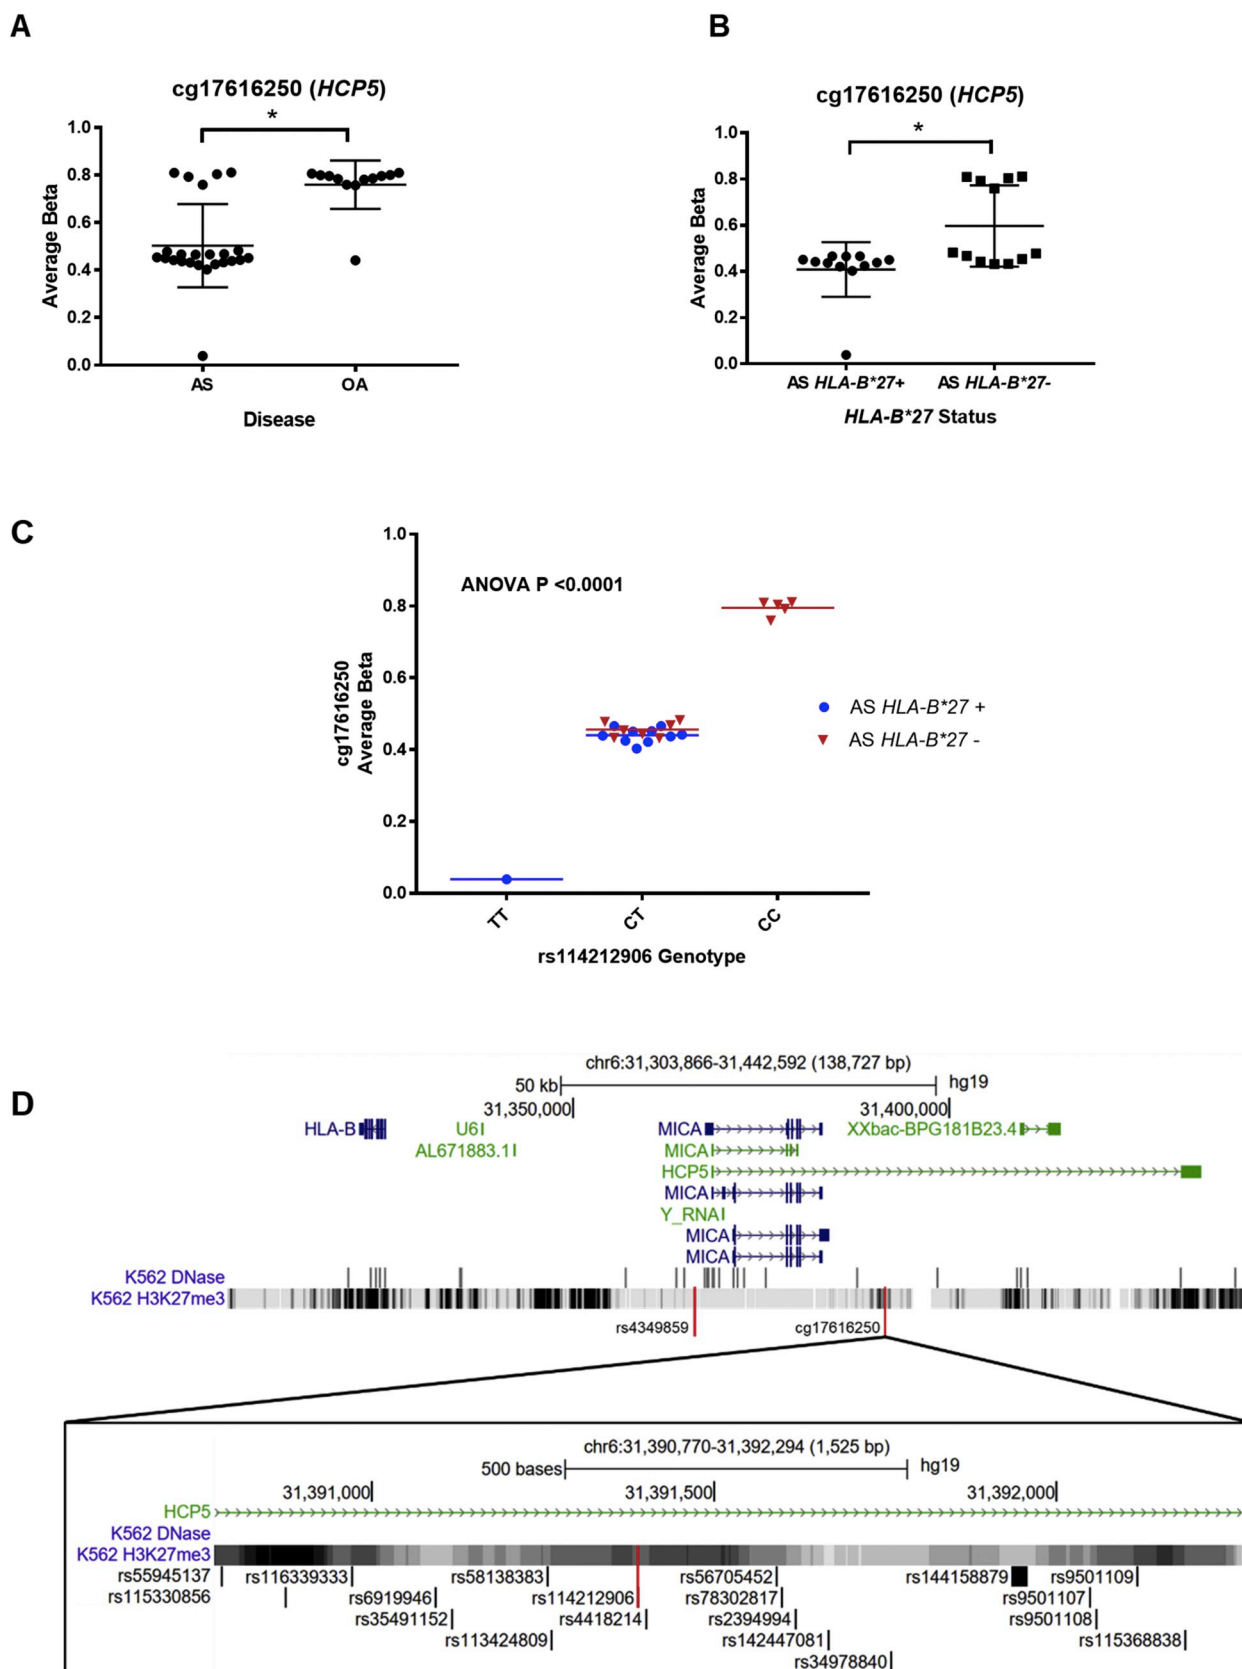 A
B
cg17616250 (HCP5)
cg17616250 (HCP5)
*
*
1.0
0.8
0.6
0.4
0.2
0.0
Average Beta
AS
OA
Disease
1.0
0.8
0.6
0.4
0.2
0.0
Average Beta
AS HLA-B*27+
AS HLA-B*27-
HLA-B*27 Status
C
1.0
0.8
0.6
0.4
0.2
0.0
cg17616250
Average Beta
ANOVA P <0.0001
AS HLA-B*27 +
AS HLA-B*27 -
TT
CT
CC
rs114212906 Genotype
D
chr6:31,303,866-31,442,592 (138,727 bp)
50 kb
hg19
31,350,000
31,400,000
HLA-B
U6
MICA
XXbac-BPG181B23.4
AL671883.1
MICA
HCP5
MICA
Y_RNA
MICA
MICA
K562 DNase
K562 H3K27me3
rs4349859
cg17616250
chr6:31,390,770-31,392,294 (1,525 bp)
500 bases
hg19
31,391,000
31,391,500
31,392,000
HCP5
K562 DNase
K562 H3K27me3
rs55945137
rs116339333
rs58138383
rs56705452
rs144158879
rs9501109
rs115330856
rs6919946
rs114212906
rs78302817
rs9501107
rs35491152
rs4418214
rs2394994
rs9501108
rs113424809
rs142447081
rs115368838
rs34978840